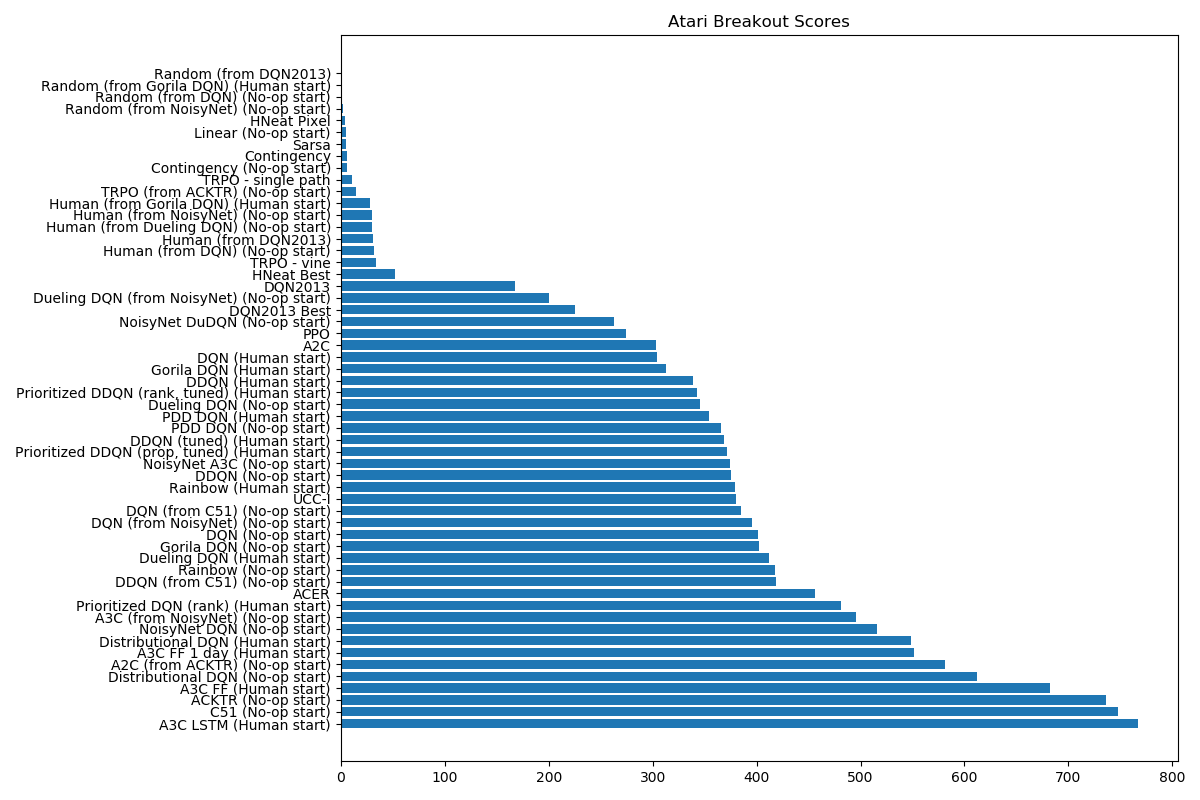 Atari Breakout Scores
Random (from DQN2013)
Random (from Gorila DQN) (Human start)
Random (from DQN) (No-op start)
Random (from NoisyNet) (No-op start)
HNeat Pixel
Linear (No-op start)
Sarsa
Contingency
Contingency (No-op start)
TRPO - single path
TRPO (from ACKTR) (No-op start)
Human (from Gorila DQN) (Human start)
Human (from NoisyNet) (No-op start)
Human (from Dueling DQN) (No-op start)
Human (from DQN2013)
Human (from DQN) (No-op start)
TRPO - vine
HNeat Best
DQN2013
Dueling DQN (from NoisyNet) (No-op start)
DQN2013 Best
NoisyNet DuDQN (No-op start)
PPO
A2C
DQN (Human start)
Gorila DQN (Human start)
DDQN (Human start)
Prioritized DDQN (rank, tuned) (Human start)
Dueling DQN (No-op start)
PDD DQN (Human start)
PDD DQN (No-op start)
DDQN (tuned) (Human start)
Prioritized DDQN (prop, tuned) (Human start)
NoisyNet A3C (No-op start)
DDQN (No-op start)
Rainbow (Human start)
UCC-I
DQN (from C51) (No-op start)
DQN (from NoisyNet) (No-op start)
DQN (No-op start)
Gorila DQN (No-op start)
Dueling DQN (Human start)
Rainbow (No-op start)
DDQN (from C51) (No-op start)
ACER
Prioritized DQN (rank) (Human start)
A3C (from NoisyNet) (No-op start)
NoisyNet DQN (No-op start)
Distributional DQN (Human start)
A3C FF 1 day (Human start)
A2C (from ACKTR) (No-op start)
Distributional DQN (No-op start)
A3C FF (Human start)
ACKTR (No-op start)
C51 (No-op start)
A3C LSTM (Human start)
0 100 200 300 400 500 600 700 800